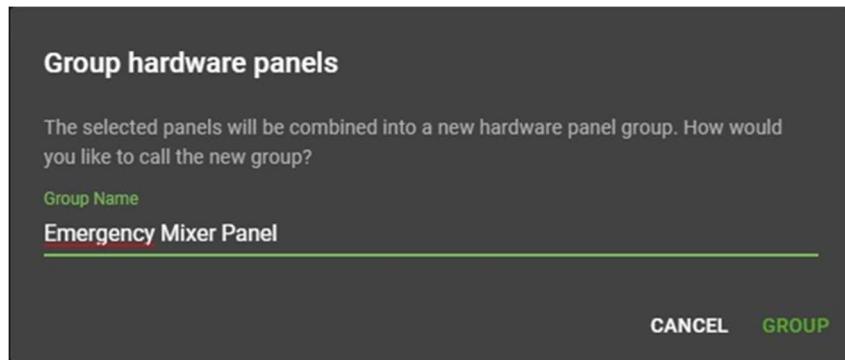 Group hardware panels
The selected panels will be combined into a new hardware panel group. How would
you like to call the new group?
Group Name
Emergency Mixer Panel
CANCEL GROUP